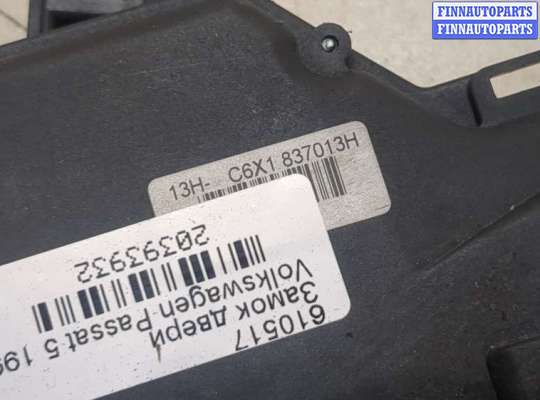 FINNAUTOPARTS
FINNAUTOPARTS
13H- C6X1 837013H
610517
Замок двери
Volkswagen Passat 5 199
20393932